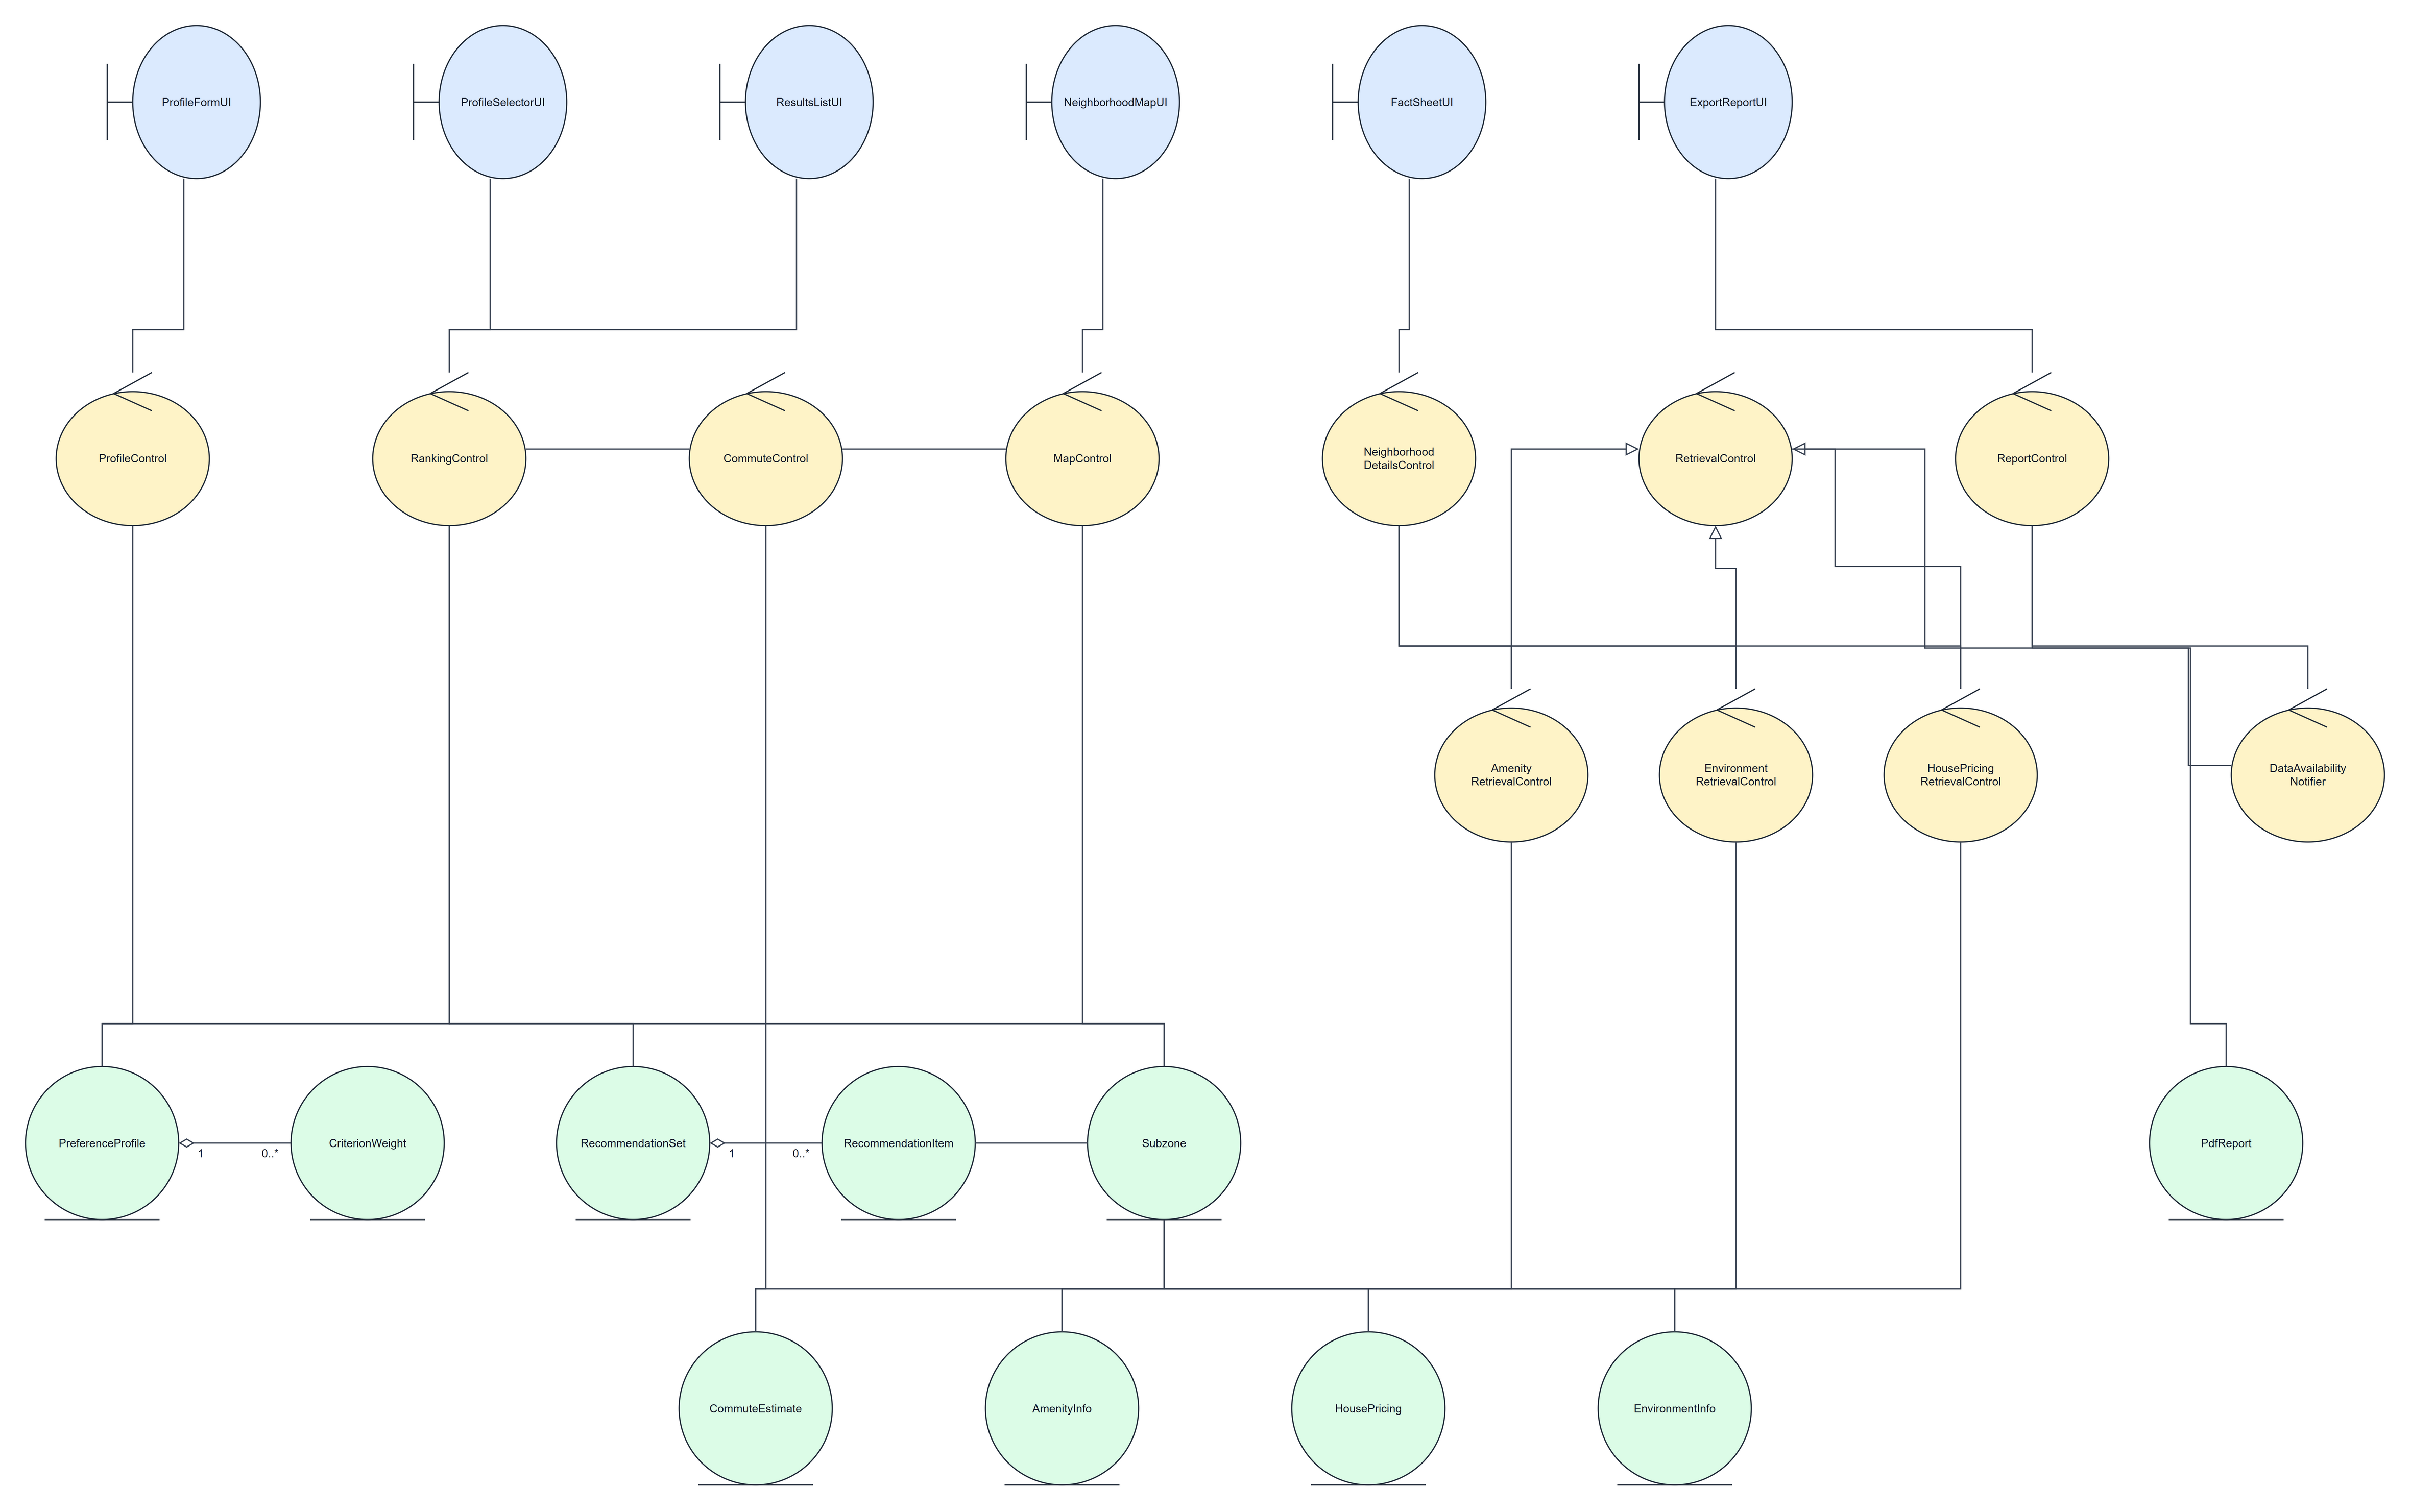 ProfileFormUI
ProfileSelectorUI
ResultsListUI
NeighborhoodMapUI
FactSheetUI
ExportReportUI
ProfileControl
RankingControl
CommuteControl
MapControl
Neighborhood
DetailsControl
RetrievalControl
ReportControl
Amenity
RetrievalControl
Environment
RetrievalControl
HousePricing
RetrievalControl
DataAvailability
Notifier
PreferenceProfile
1
0..*
CriterionWeight
RecommendationSet
1
0..*
RecommendationItem
Subzone
PdfReport
CommuteEstimate
AmenityInfo
HousePricing
EnvironmentInfo